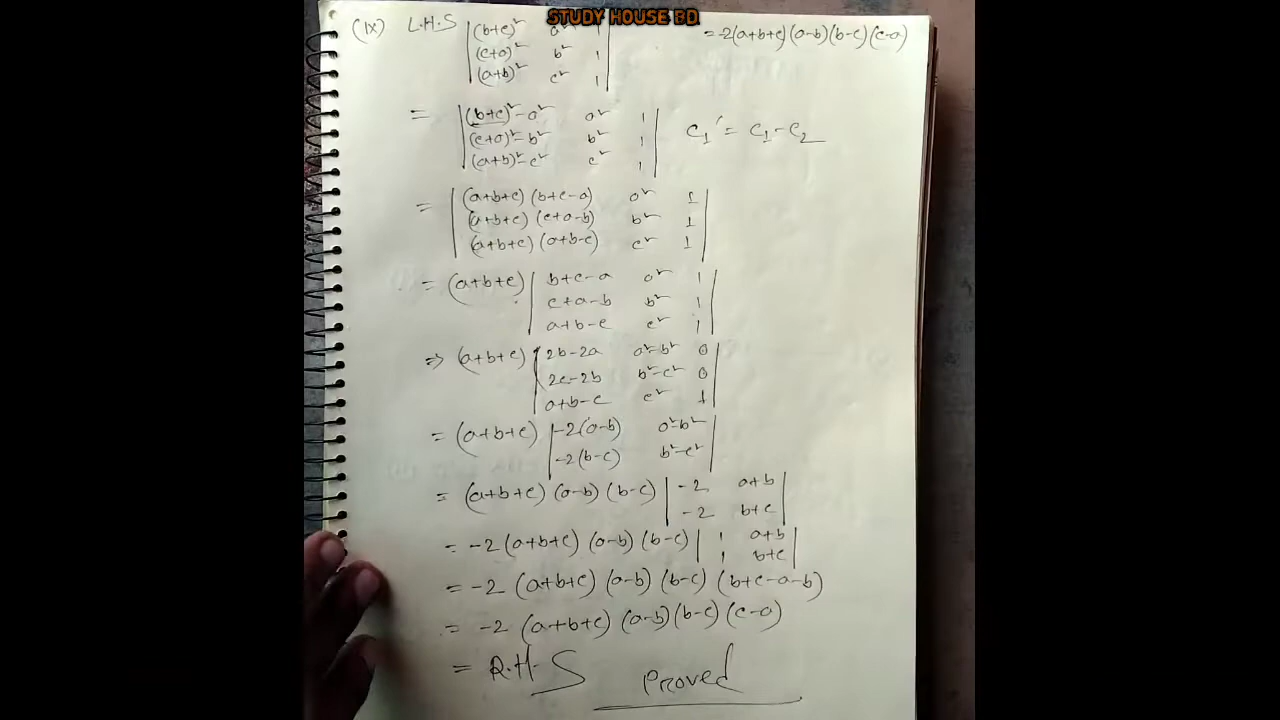 STUDY HOUSE BD
(IX) L.H.S |(b+c)² a² 1| = -2(a+b+c)(a-b)(b-c)(c-a)
|(c+a)² b² 1|
|(a+b)² c² 1|
= |(b+c)²-a² a² 1| C₁' = C₁-C₂
|(c+a)²-b² b² 1|
|(a+b)²-c² c² 1|
= |(a+b+c)(b+c-a) a² 1|
|(a+b+c)(c+a-b) b² 1|
|(a+b+c)(a+b-c) c² 1|
= (a+b+c) |b+c-a a² 1|
|c+a-b b² 1|
|a+b-c c² 1|
⇒ (a+b+c) |2b-2a a²-b² 0|
|2c-2b b²-c² 0|
|a+b-c c² 1|
= (a+b+c) |-2(a-b) a²-b²|
|-2(b-c) b²-c²|
= (a+b+c)(a-b)(b-c) |-2 a+b|
|-2 b+c|
= -2(a+b+c)(a-b)(b-c) |1 a+b|
|1 b+c|
= -2 (a+b+c)(a-b)(b-c)(b+c-a-b)
= -2 (a+b+c)(a-b)(b-c)(c-a)
= R.H.S Proved